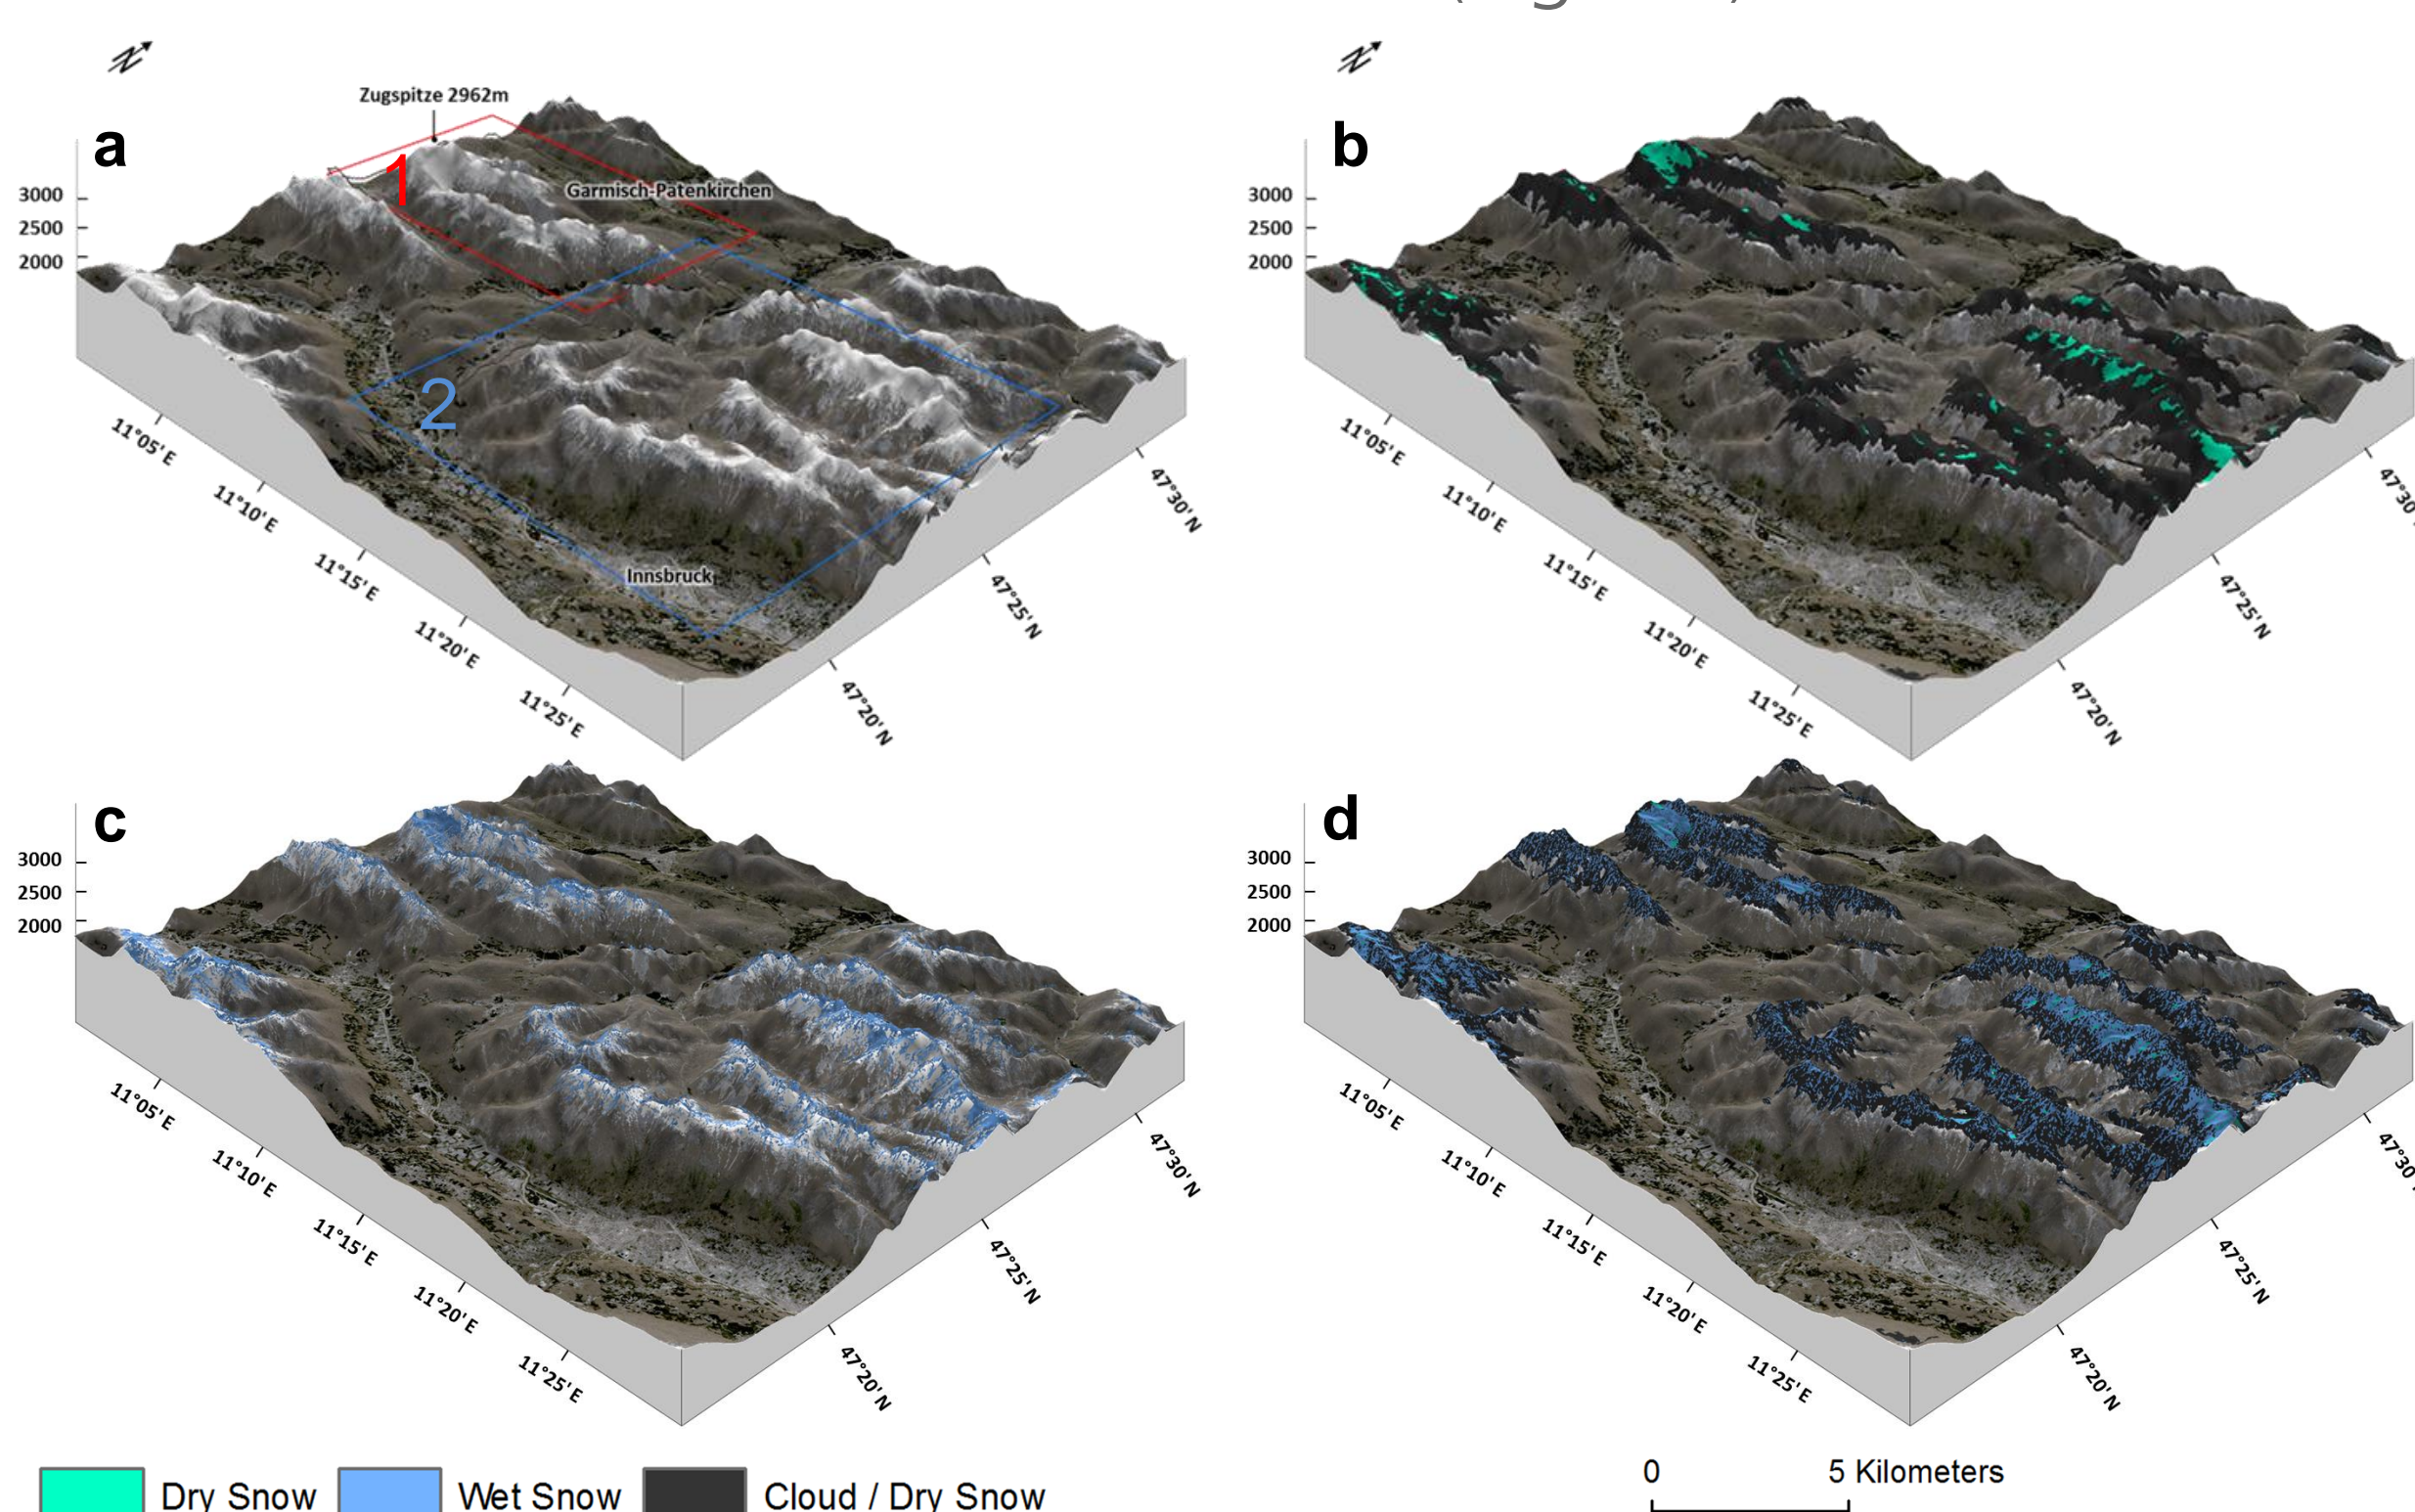 N
N
Zugspitze 2962m
a
b
1
Garmisch-Patenkirchen
3000
2500
2000
3000
2500
2000
2
Innsbruck
11°05' E
11°10' E
11°15' E
11°20' E
11°25' E
47°20' N
47°25' N
47°30' N
11°05' E
11°10' E
11°15' E
11°20' E
11°25' E
47°20' N
47°25' N
47°30'
c
d
3000
2500
2000
3000
2500
2000
11°05' E
11°10' E
11°15' E
11°20' E
11°25' E
47°20' N
47°25' N
47°30' N
11°05' E
11°10' E
11°15' E
11°20' E
11°25' E
47°20' N
47°25' N
47°30'
0 5 Kilometers
Dry Snow Wet Snow Cloud / Dry Snow